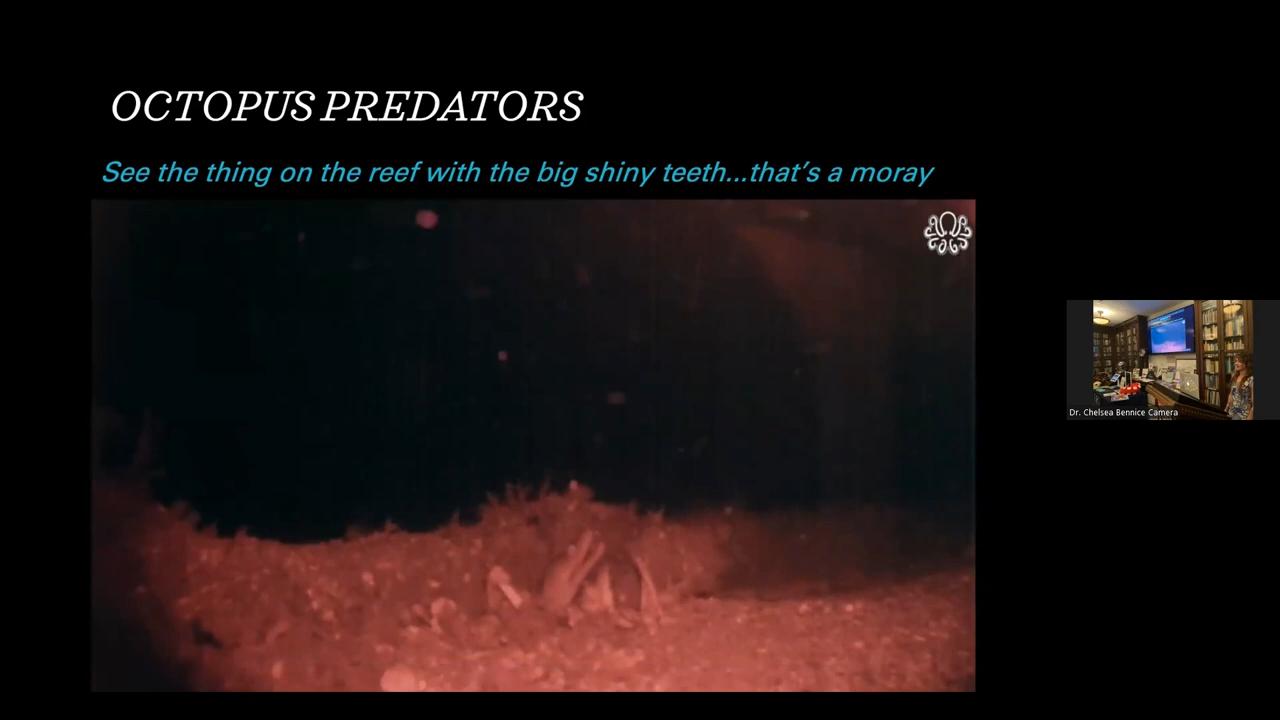 OCTOPUS PREDATORS
See the thing on the reef with the big shiny teeth...that's a moray
Dr. Chelsea Bennice Camera